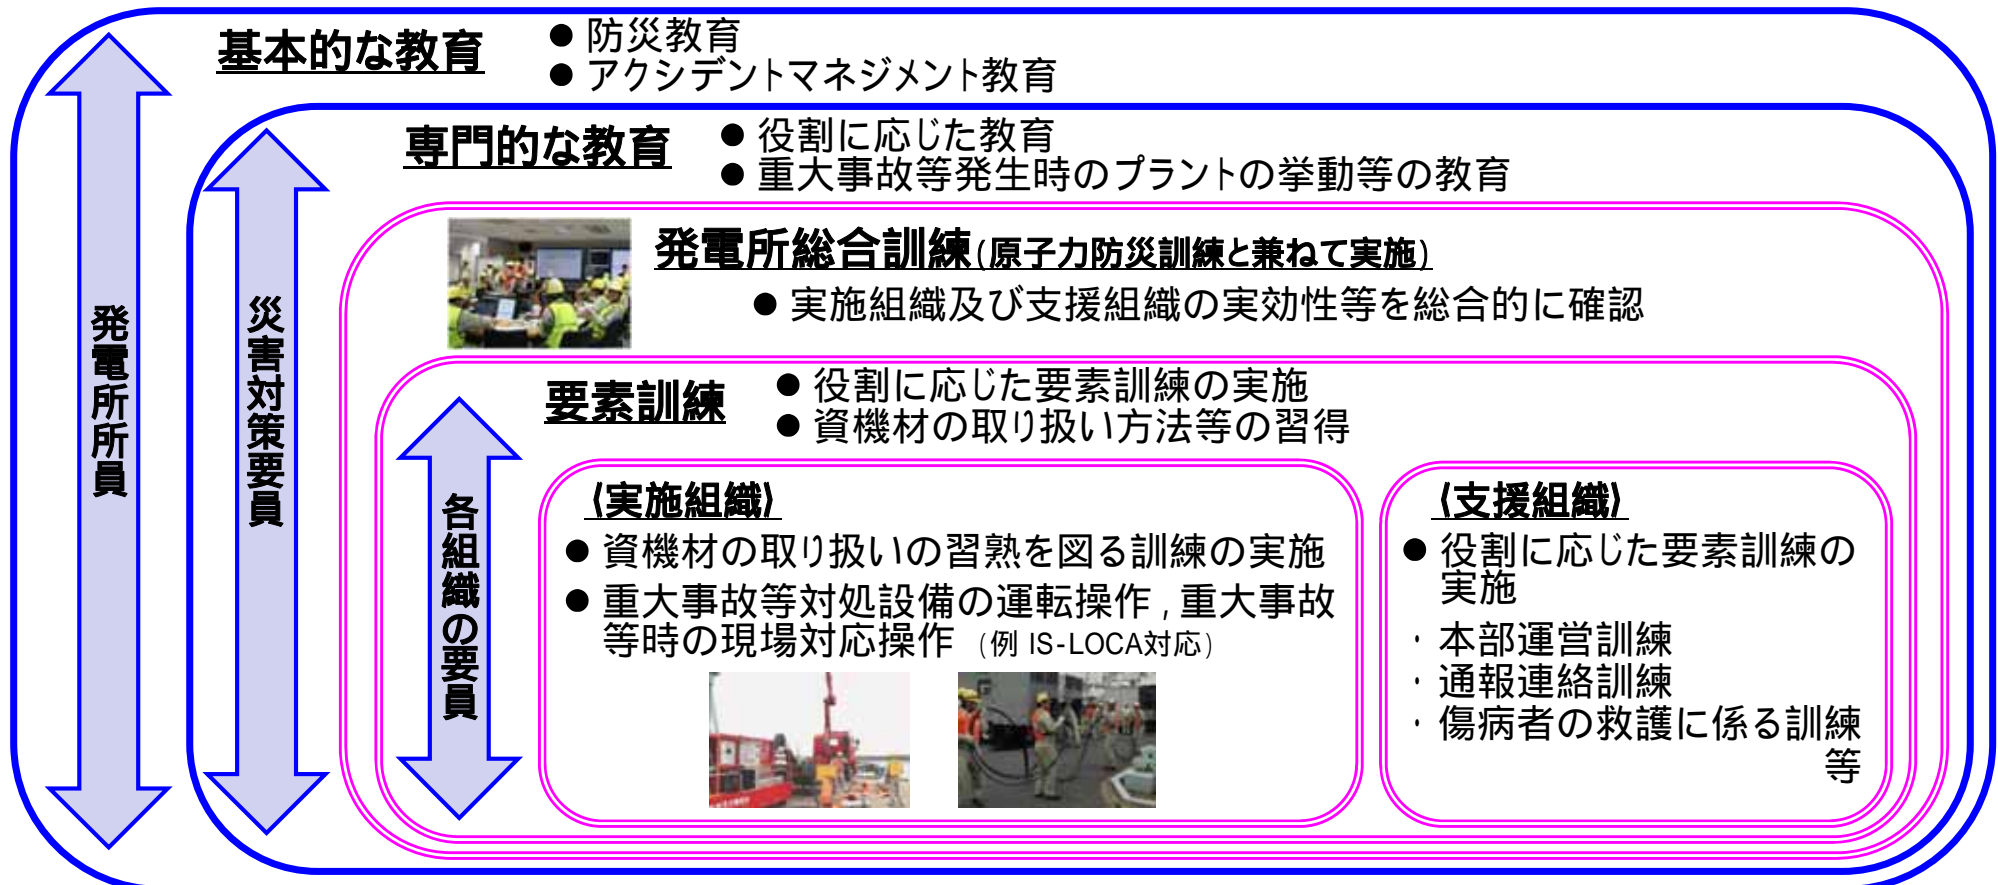 基本的な教育
● 防災教育
● アクシデントマネジメント教育
専門的な教育
● 役割に応じた教育
● 重大事故等発生時のプラントの挙動等の教育
発電所総合訓練(原子力防災訓練と兼ねて実施)
● 実施組織及び支援組織の実効性等を総合的に確認
要素訓練
● 役割に応じた要素訓練の実施
● 資機材の取り扱い方法等の習得
発電所所員
災害対策要員
各組織の要員
⟨実施組織⟩
● 資機材の取り扱いの習熟を図る訓練の実施
● 重大事故等対処設備の運転操作,重大事故
等時の現場対応操作 (例 IS-LOCA対応)
⟨支援組織⟩
● 役割に応じた要素訓練の
実施
・ 本部運営訓練
・ 通報連絡訓練
・ 傷病者の救護に係る訓練
等